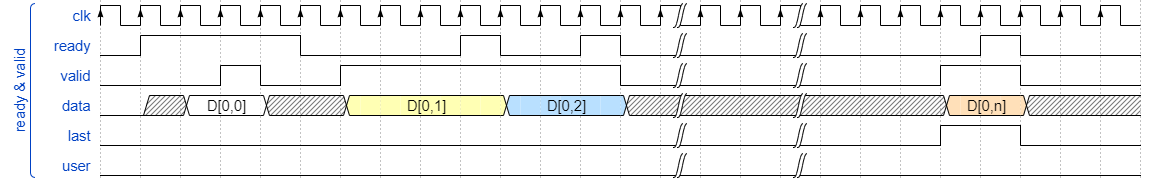 ready & valid
clk
ready
valid
data D[0,0] D[0,1] D[0,2] D[0,n]
last
user